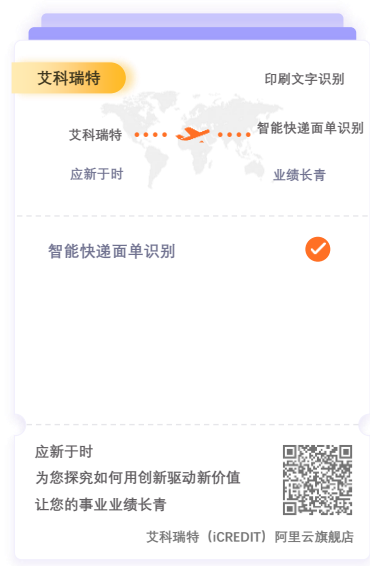 艾科瑞特
印刷文字识别
艾科瑞特
智能快递面单识别
应新于时
业绩长青
智能快递面单识别
应新于时
为您探究如何用创新驱动新价值
让您的事业业绩长青
艾科瑞特（iCREDIT）阿里云旗舰店